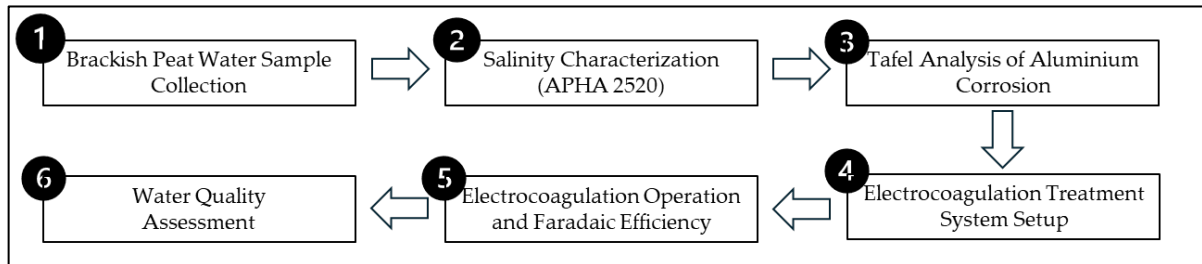 1
Brackish Peat Water Sample
Collection
2
Salinity Characterization
(APHA 2520)
3
Tafel Analysis of Aluminium
Corrosion
4
Electrocoagulation Treatment
System Setup
5
Electrocoagulation Operation
and Faradaic Efficiency
6
Water Quality
Assessment